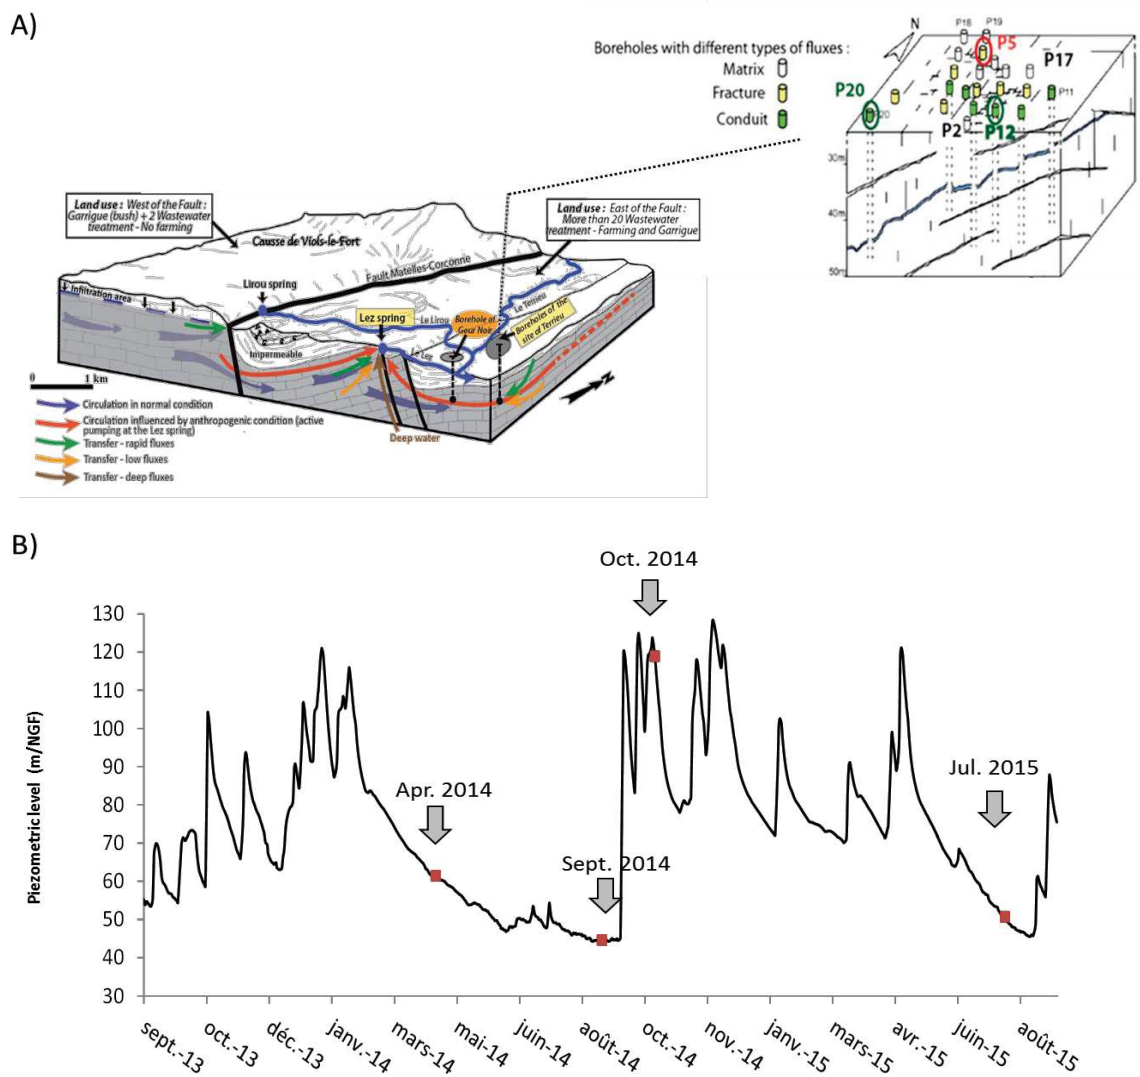 A)
Boreholes with different types of fluxes :
Matrix
Fracture
Conduit
N
P18
P19
P5
P17
P20
P11
P2
P12
30m
40m
50m
Land use : West of the Fault :
Garrigue (bush) + 2 Wastewater
treatment - No farming
Land use : East of the Fault :
More than 20 Wastewater
treatment - Farming and Garrigue
Causse de Viols-le-Fort
Fault Matelles-Corconne
Infiltration area
Lirou spring
Le Lirou
Le Terrieu
Lez spring
Borehole of
Gour Noir
Boreholes of the
site of Terrieu
Le Lez
Impermeable
0 1 km
N
Circulation in normal condition
Circulation influenced by anthropogenic condition (active
pumping at the Lez spring)
Transfer - rapid fluxes
Transfer - low fluxes
Transfer - deep fluxes
Deep water
B)
Piezometric level (m/NGF)
130
120
110
100
90
80
70
60
50
40
30
Apr. 2014
Sept. 2014
Oct. 2014
Jul. 2015
sept.-13
oct.-13
déc.-13
janv.-14
mars-14
mai-14
juin-14
août-14
oct.-14
nov.-14
janv.-15
mars-15
avr.-15
juin-15
août-15